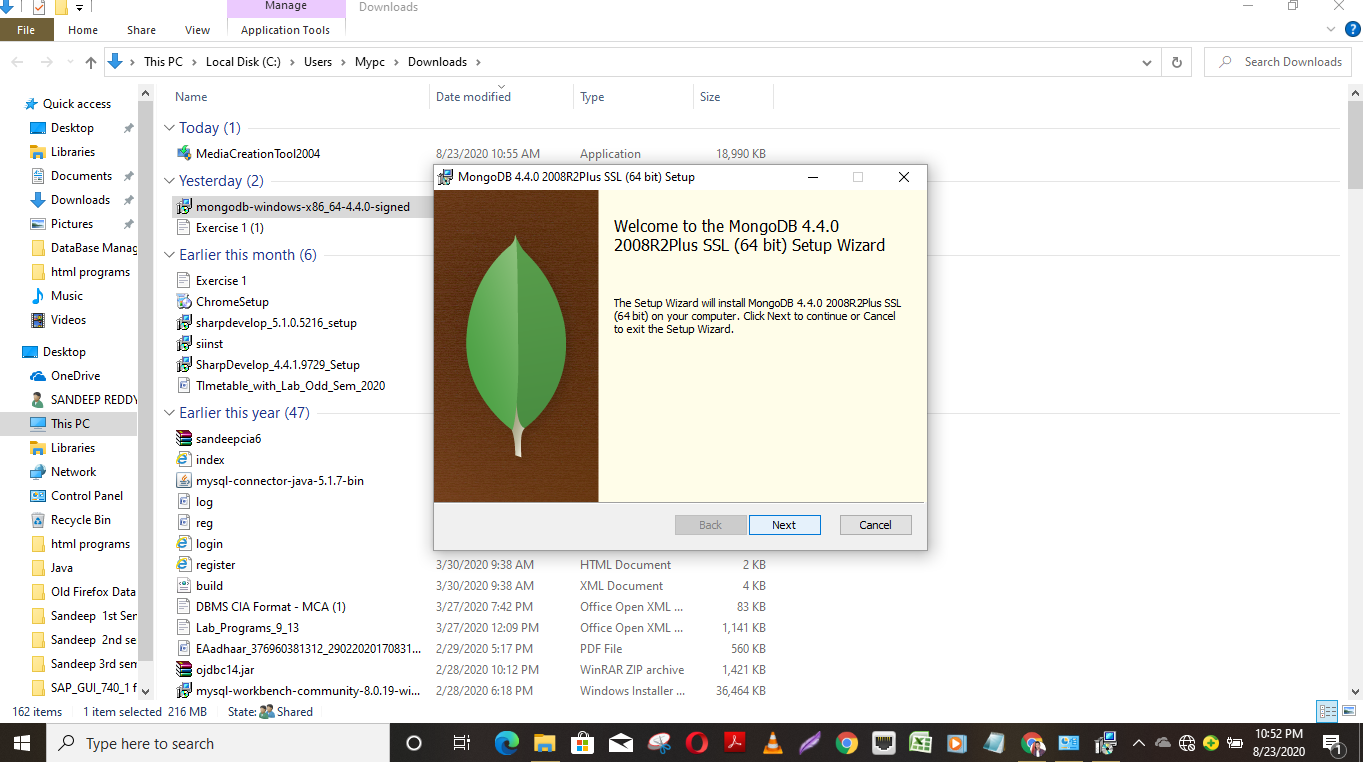 Manage
Downloads
File
Home
Share
View
Application Tools
This PC
Local Disk (C:)
Users
Mypc
Downloads
Search Downloads
Name
Date modified
Type
Size
Quick access
Desktop
Libraries
Documents
Downloads
Pictures
DataBase Manag
html programs
Music
Videos
Desktop
OneDrive
SANDEEP REDDY
This PC
Libraries
Network
Control Panel
Recycle Bin
html programs
Java
Old Firefox Data
Sandeep 1st Sem
Sandeep 2nd se
Sandeep 3rd sem
SAP_GUI_740_1 f
Today (1)
MediaCreationTool2004 8/23/2020 10:55 AM Application 18,990 KB
Yesterday (2)
mongodb-windows-x86_64-4.4.0-signed
Exercise 1 (1)
Earlier this month (6)
Exercise 1
ChromeSetup
sharpdevelop_5.1.0.5216_setup
siinst
SharpDevelop_4.4.1.9729_Setup
TImetable_with_Lab_Odd_Sem_2020
Earlier this year (47)
sandeepcia6
index
mysql-connector-java-5.1.7-bin
log
reg
login
register 3/30/2020 9:38 AM HTML Document 2 KB
build 3/30/2020 9:38 AM XML Document 4 KB
DBMS CIA Format - MCA (1) 3/27/2020 7:42 PM Office Open XML ... 83 KB
Lab_Programs_9_13 3/27/2020 12:09 PM Office Open XML ... 1,141 KB
EAadhaar_376960381312_29022020170831... 2/29/2020 5:17 PM PDF File 560 KB
ojdbc14.jar 2/28/2020 10:12 PM WinRAR ZIP archive 1,421 KB
mysql-workbench-community-8.0.19-wi... 2/28/2020 6:18 PM Windows Installer ... 36,464 KB
MongoDB 4.4.0 2008R2Plus SSL (64 bit) Setup
Welcome to the MongoDB 4.4.0
2008R2Plus SSL (64 bit) Setup Wizard
The Setup Wizard will install MongoDB 4.4.0 2008R2Plus SSL
(64 bit) on your computer. Click Next to continue or Cancel
to exit the Setup Wizard.
Back
Next
Cancel
162 items
1 item selected 216 MB
State: Shared
Type here to search
10:52 PM
8/23/2020
1